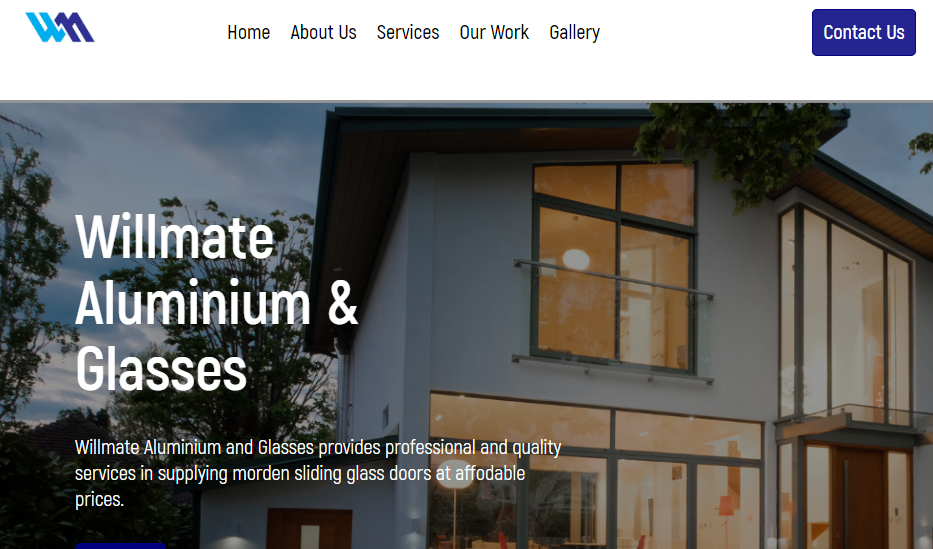 WM
Home About Us Services Our Work Gallery Contact Us
Willmate
Aluminium &
Glasses
Willmate Aluminium and Glasses provides professional and quality
services in supplying morden sliding glass doors at affodable
prices.